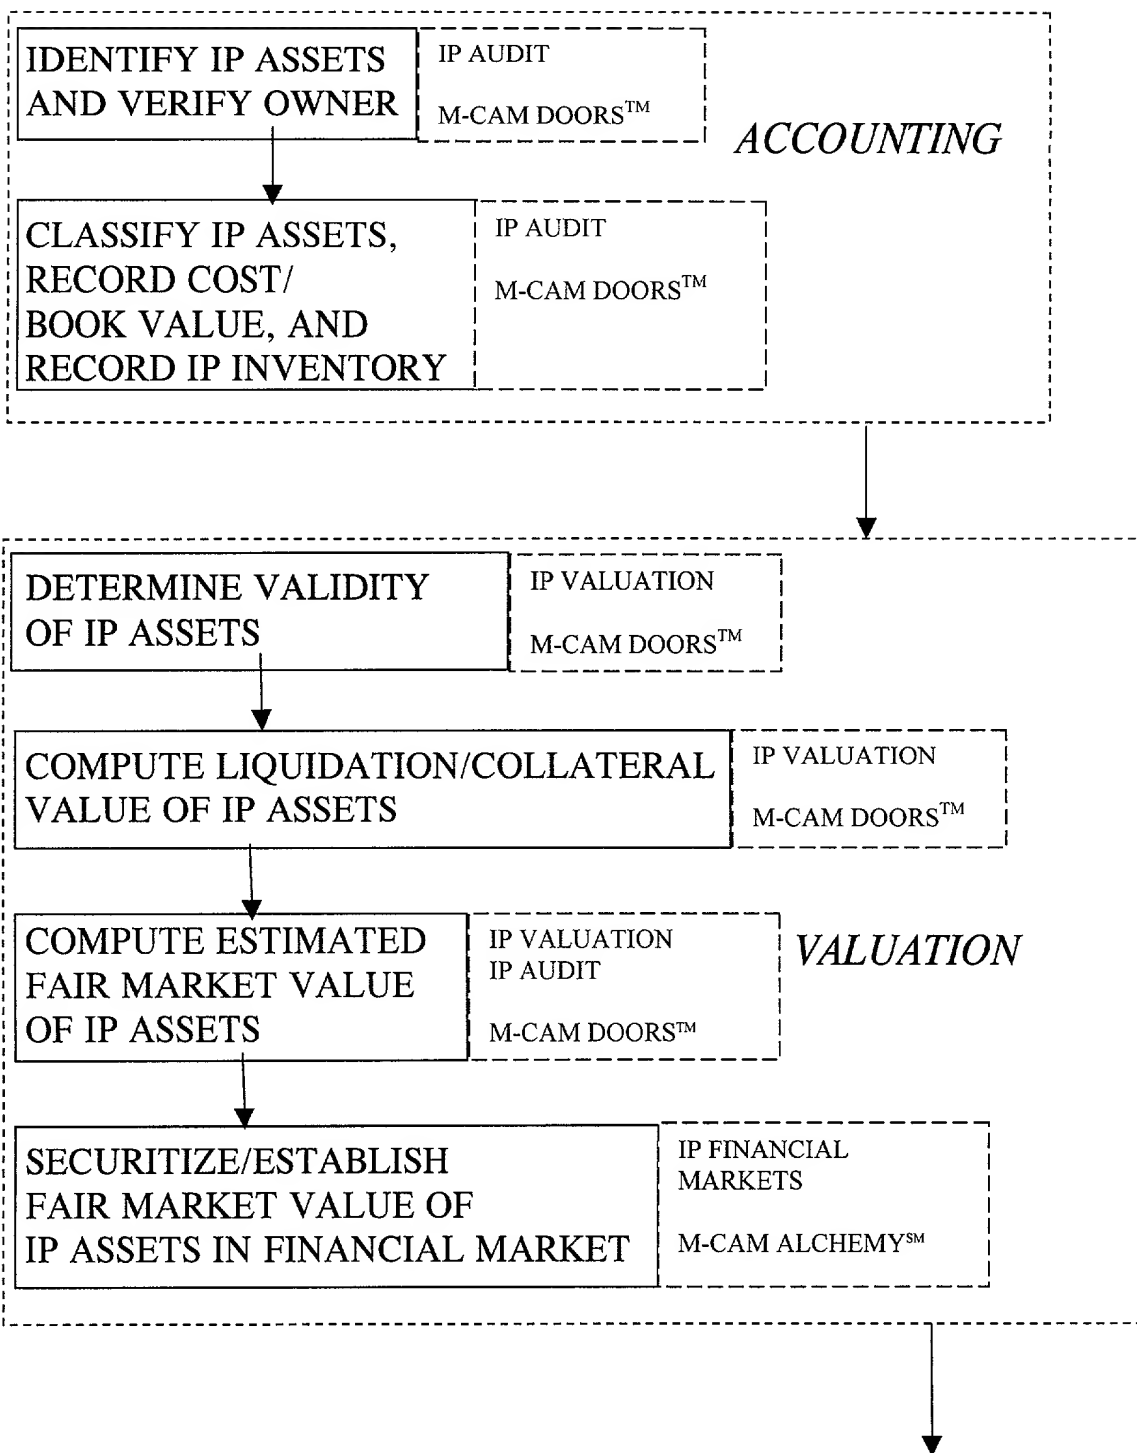 IDENTIFY IP ASSETS
AND VERIFY OWNER
IP AUDIT
M-CAM DOORS™
ACCOUNTING
CLASSIFY IP ASSETS,
RECORD COST/
BOOK VALUE, AND
RECORD IP INVENTORY
IP AUDIT
M-CAM DOORS™
DETERMINE VALIDITY
OF IP ASSETS
IP VALUATION
M-CAM DOORS™
COMPUTE LIQUIDATION/COLLATERAL
VALUE OF IP ASSETS
IP VALUATION
M-CAM DOORS™
COMPUTE ESTIMATED
FAIR MARKET VALUE
OF IP ASSETS
IP VALUATION
IP AUDIT
M-CAM DOORS™
VALUATION
SECURITIZE/ESTABLISH
FAIR MARKET VALUE OF
IP ASSETS IN FINANCIAL MARKET
IP FINANCIAL
MARKETS
M-CAM ALCHEMY℠